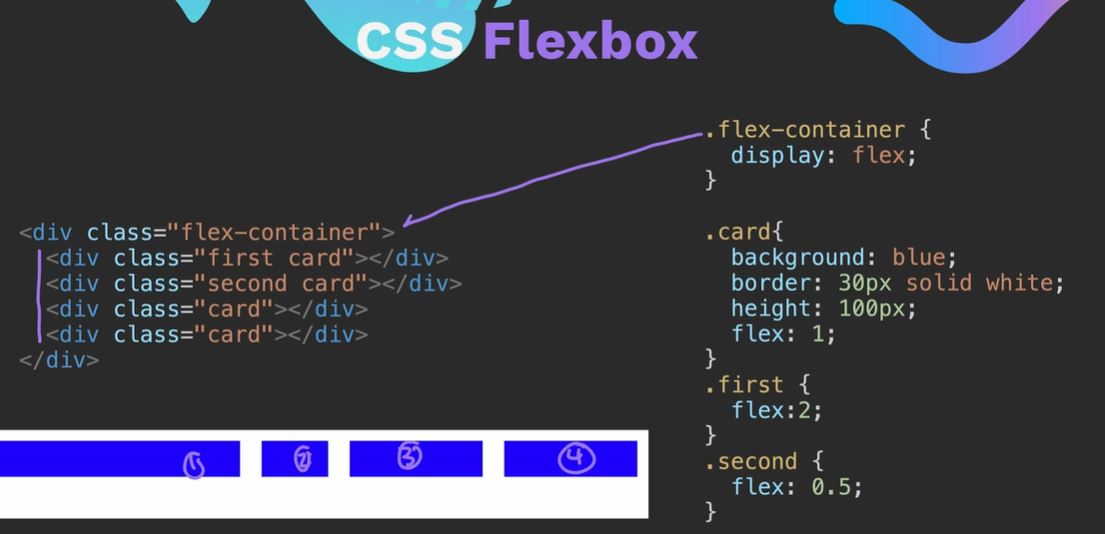 CSS Flexbox
<div class="flex-container">
<div class="first card"></div>
<div class="second card"></div>
<div class="card"></div>
<div class="card"></div>
</div>
.flex-container {
display: flex;
}
.card{
background: blue;
border: 30px solid white;
height: 100px;
flex: 1;
}
.first {
flex:2;
}
.second {
flex: 0.5;
}
1 2 3 4